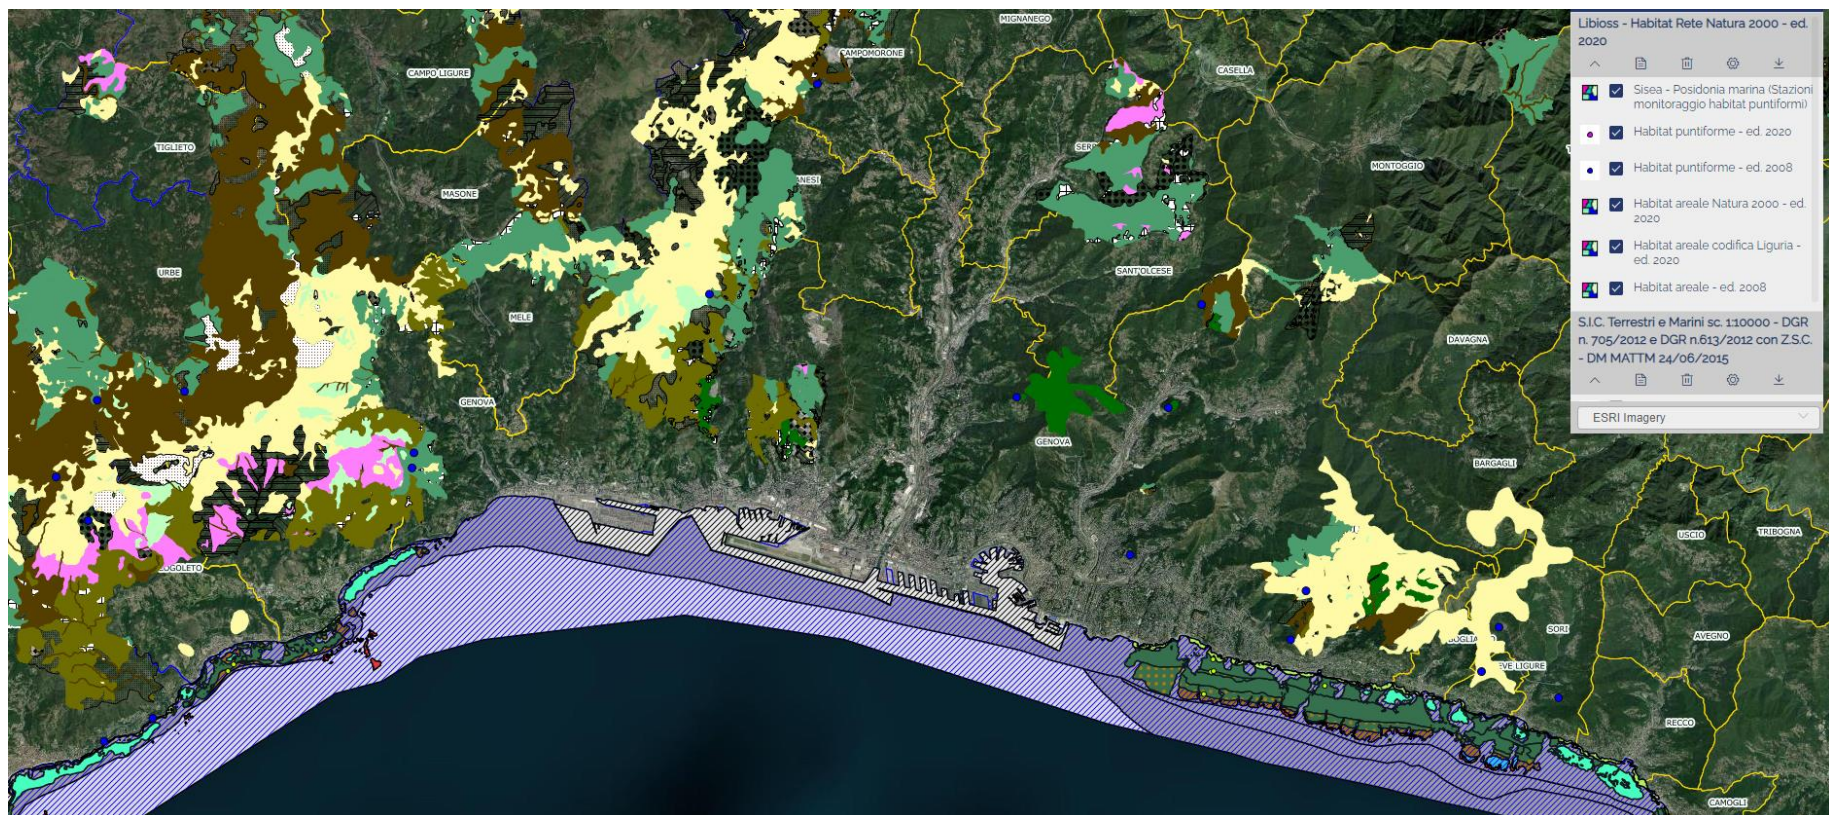 MIGNANEGO
CAMPOMORONE
CAMPO LIGURE
CASELLA
TIGLIETO
MONTOGGIO
MASONE
URBE
SANT'OLCESE
MELE
DAVAGNA
GENOVA
GENOVA
BARGAGLI
USCIO
TRIBOGNA
SORI
AVEGNO
RECCO
CAMOGLI
Libioss - Habitat Rete Natura 2000 - ed.
2020
Sisea - Posidonia marina (Stazioni
monitoraggio habitat puntiformi)
Habitat puntiforme - ed. 2020
Habitat puntiforme - ed. 2008
Habitat areale Natura 2000 - ed.
2020
Habitat areale codifica Liguria -
ed. 2020
Habitat areale - ed. 2008
S.I.C. Terrestri e Marini sc. 1:10000 - DGR
n. 705/2012 e DGR n.613/2012 con Z.S.C.
- DM MATTM 24/06/2015
ESRI Imagery